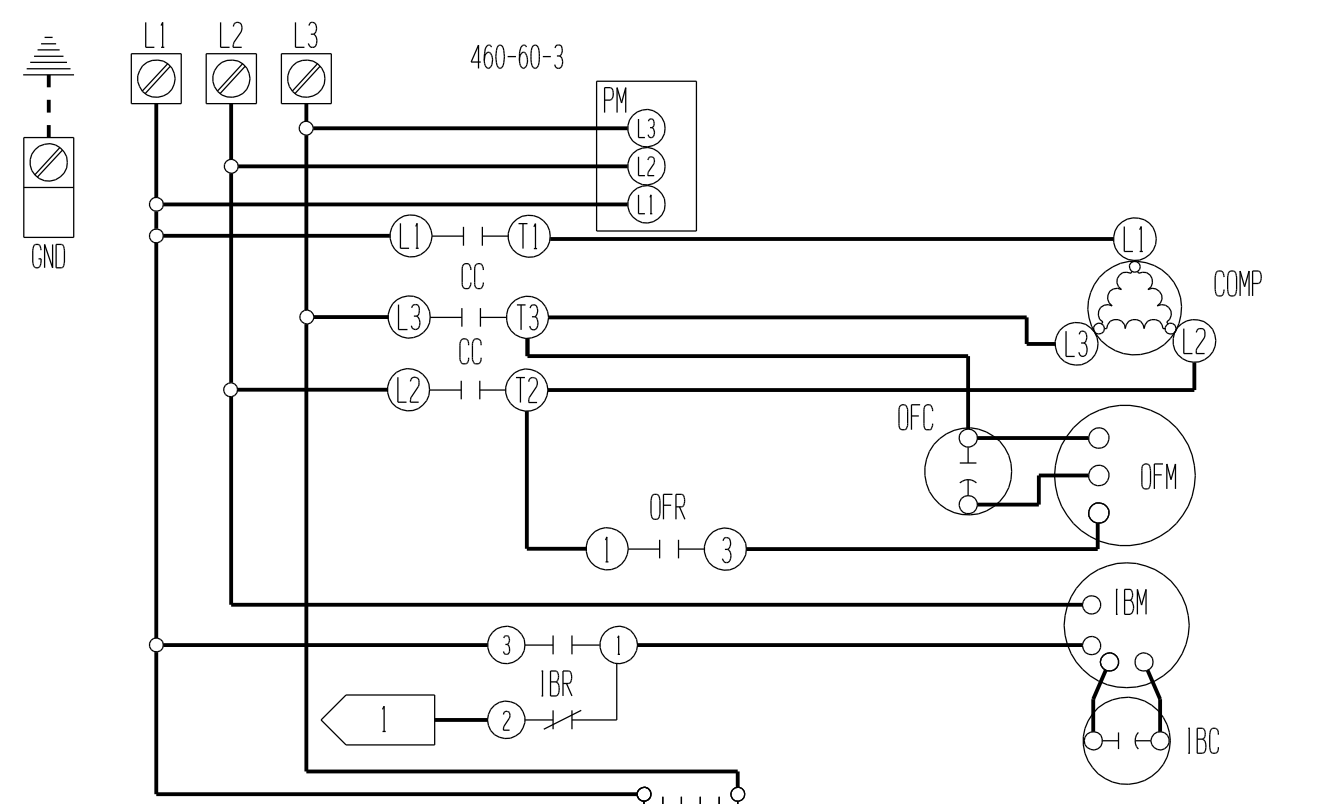 L1 L2 L3
460-60-3
PM
L3
L2
L1
GND
L1 T1 L1
CC
COMP
L3 T3 L3 L2
CC
L2 T2
OFC
OFM
OFR
1 3
IBM
3 1
IBR
1 2
IBC